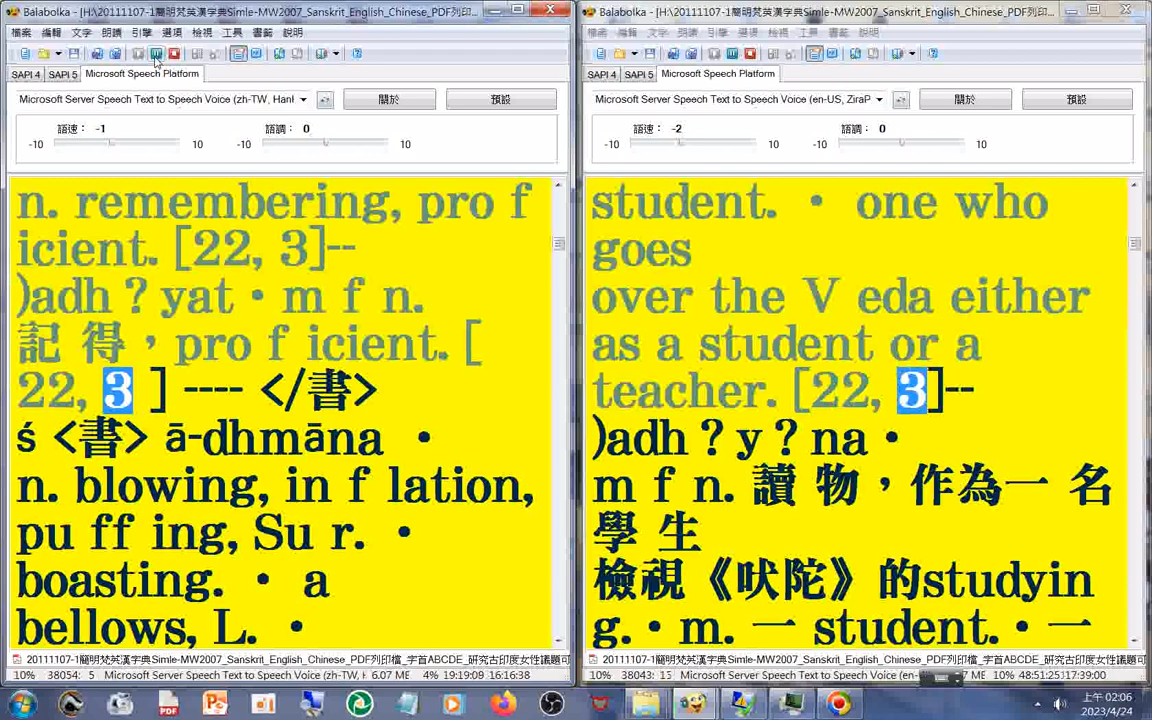 Balabolka - [H:\20111107-1簡明梵英漢字典Simle-MW2007_Sanskrit_English_Chinese_PDF列印...
檔案 編輯 文字 朗讀 引擎 選項 檢視 工具 書籤 說明
SAPI 4 SAPI 5 Microsoft Speech Platform
Microsoft Server Speech Text to Speech Voice (zh-TW, Hanl
關於
預設
語速： -1
語調： 0
-10 10 -10 10
n. remembering, pro f
icient. [22, 3]--
)adh ? yat • m f n.
記 得，pro f icient. [
22, 3 ] ---- </書>
ś <書> ā-dhmāna •
n. blowing, in f lation,
pu ff ing, Su r. •
boasting. • a
bellows, L. •
20111107-1簡明梵英漢字典Simle-MW2007_Sanskrit_English_Chinese_PDF列印檔_字首ABCDE_研究古印度女性議題可
10% 38054: 5 Microsoft Server Speech Text to Speech Voice (zh-TW, H 6.07 MB 4% 19:19:09 16:16:38
Balabolka - [H:\20111107-1簡明梵英漢字典Simle-MW2007_Sanskrit_English_Chinese_PDF列印...
檔案 編輯 文字 朗讀 引擎 選項 檢視 工具 書籤 說明
SAPI 4 SAPI 5 Microsoft Speech Platform
Microsoft Server Speech Text to Speech Voice (en-US, ZiraP
關於
預設
語速： -2
語調： 0
-10 10 -10 10
student. • one who
goes
over the V eda either
as a student or a
teacher. [22, 3]--
)adh ? y ? na •
m f n. 讀 物，作為一 名
學 生
檢視《吠陀》的studyin
g. • m. 一 student. • 一
20111107-1簡明梵英漢字典Simle-MW2007_Sanskrit_English_Chinese_PDF列印檔_字首ABCDE_研究古印度女性議題可
10% 38043: 15 Microsoft Server Speech Text to Speech Voice (en-us 10% 48:51:25 17:39:00
上午 02:06
2023/4/24